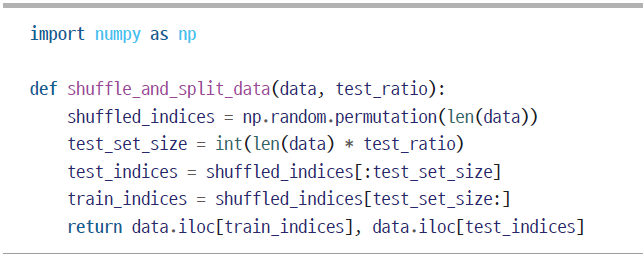 import numpy as np
def shuffle_and_split_data(data, test_ratio):
    shuffled_indices = np.random.permutation(len(data))
    test_set_size = int(len(data) * test_ratio)
    test_indices = shuffled_indices[:test_set_size]
    train_indices = shuffled_indices[test_set_size:]
    return data.iloc[train_indices], data.iloc[test_indices]